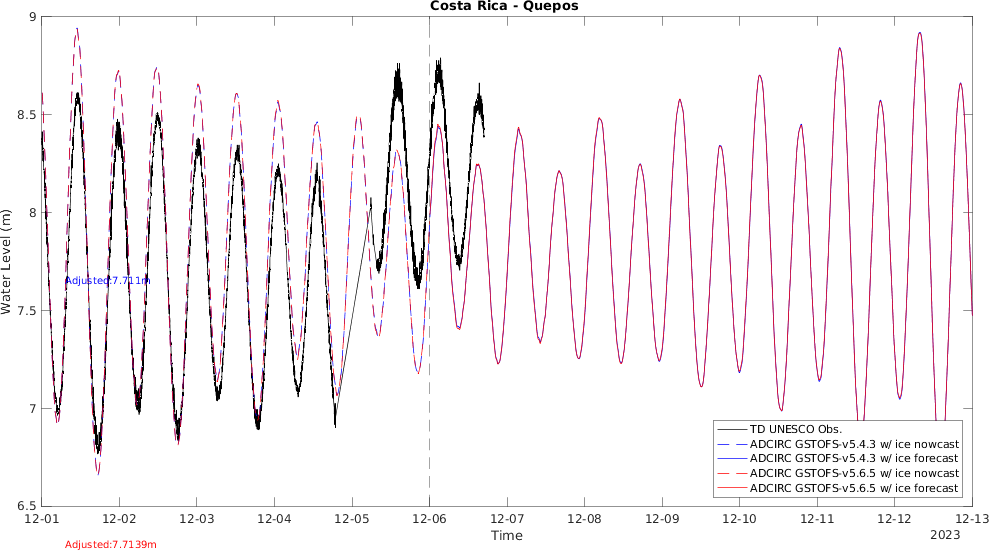 Costa Rica - Quepos
9
8.5
8
7.5
7
6.5
Water Level (m)
Adjusted:7.711m
TD UNESCO Obs.
ADCIRC GSTOFS-v5.4.3 w/ ice nowcast
ADCIRC GSTOFS-v5.4.3 w/ ice forecast
ADCIRC GSTOFS-v5.6.5 w/ ice nowcast
ADCIRC GSTOFS-v5.6.5 w/ ice forecast
12-01 12-02 12-03 12-04 12-05 12-06 12-07 12-08 12-09 12-10 12-11 12-12 12-13
Time
2023
Adjusted:7.7139m